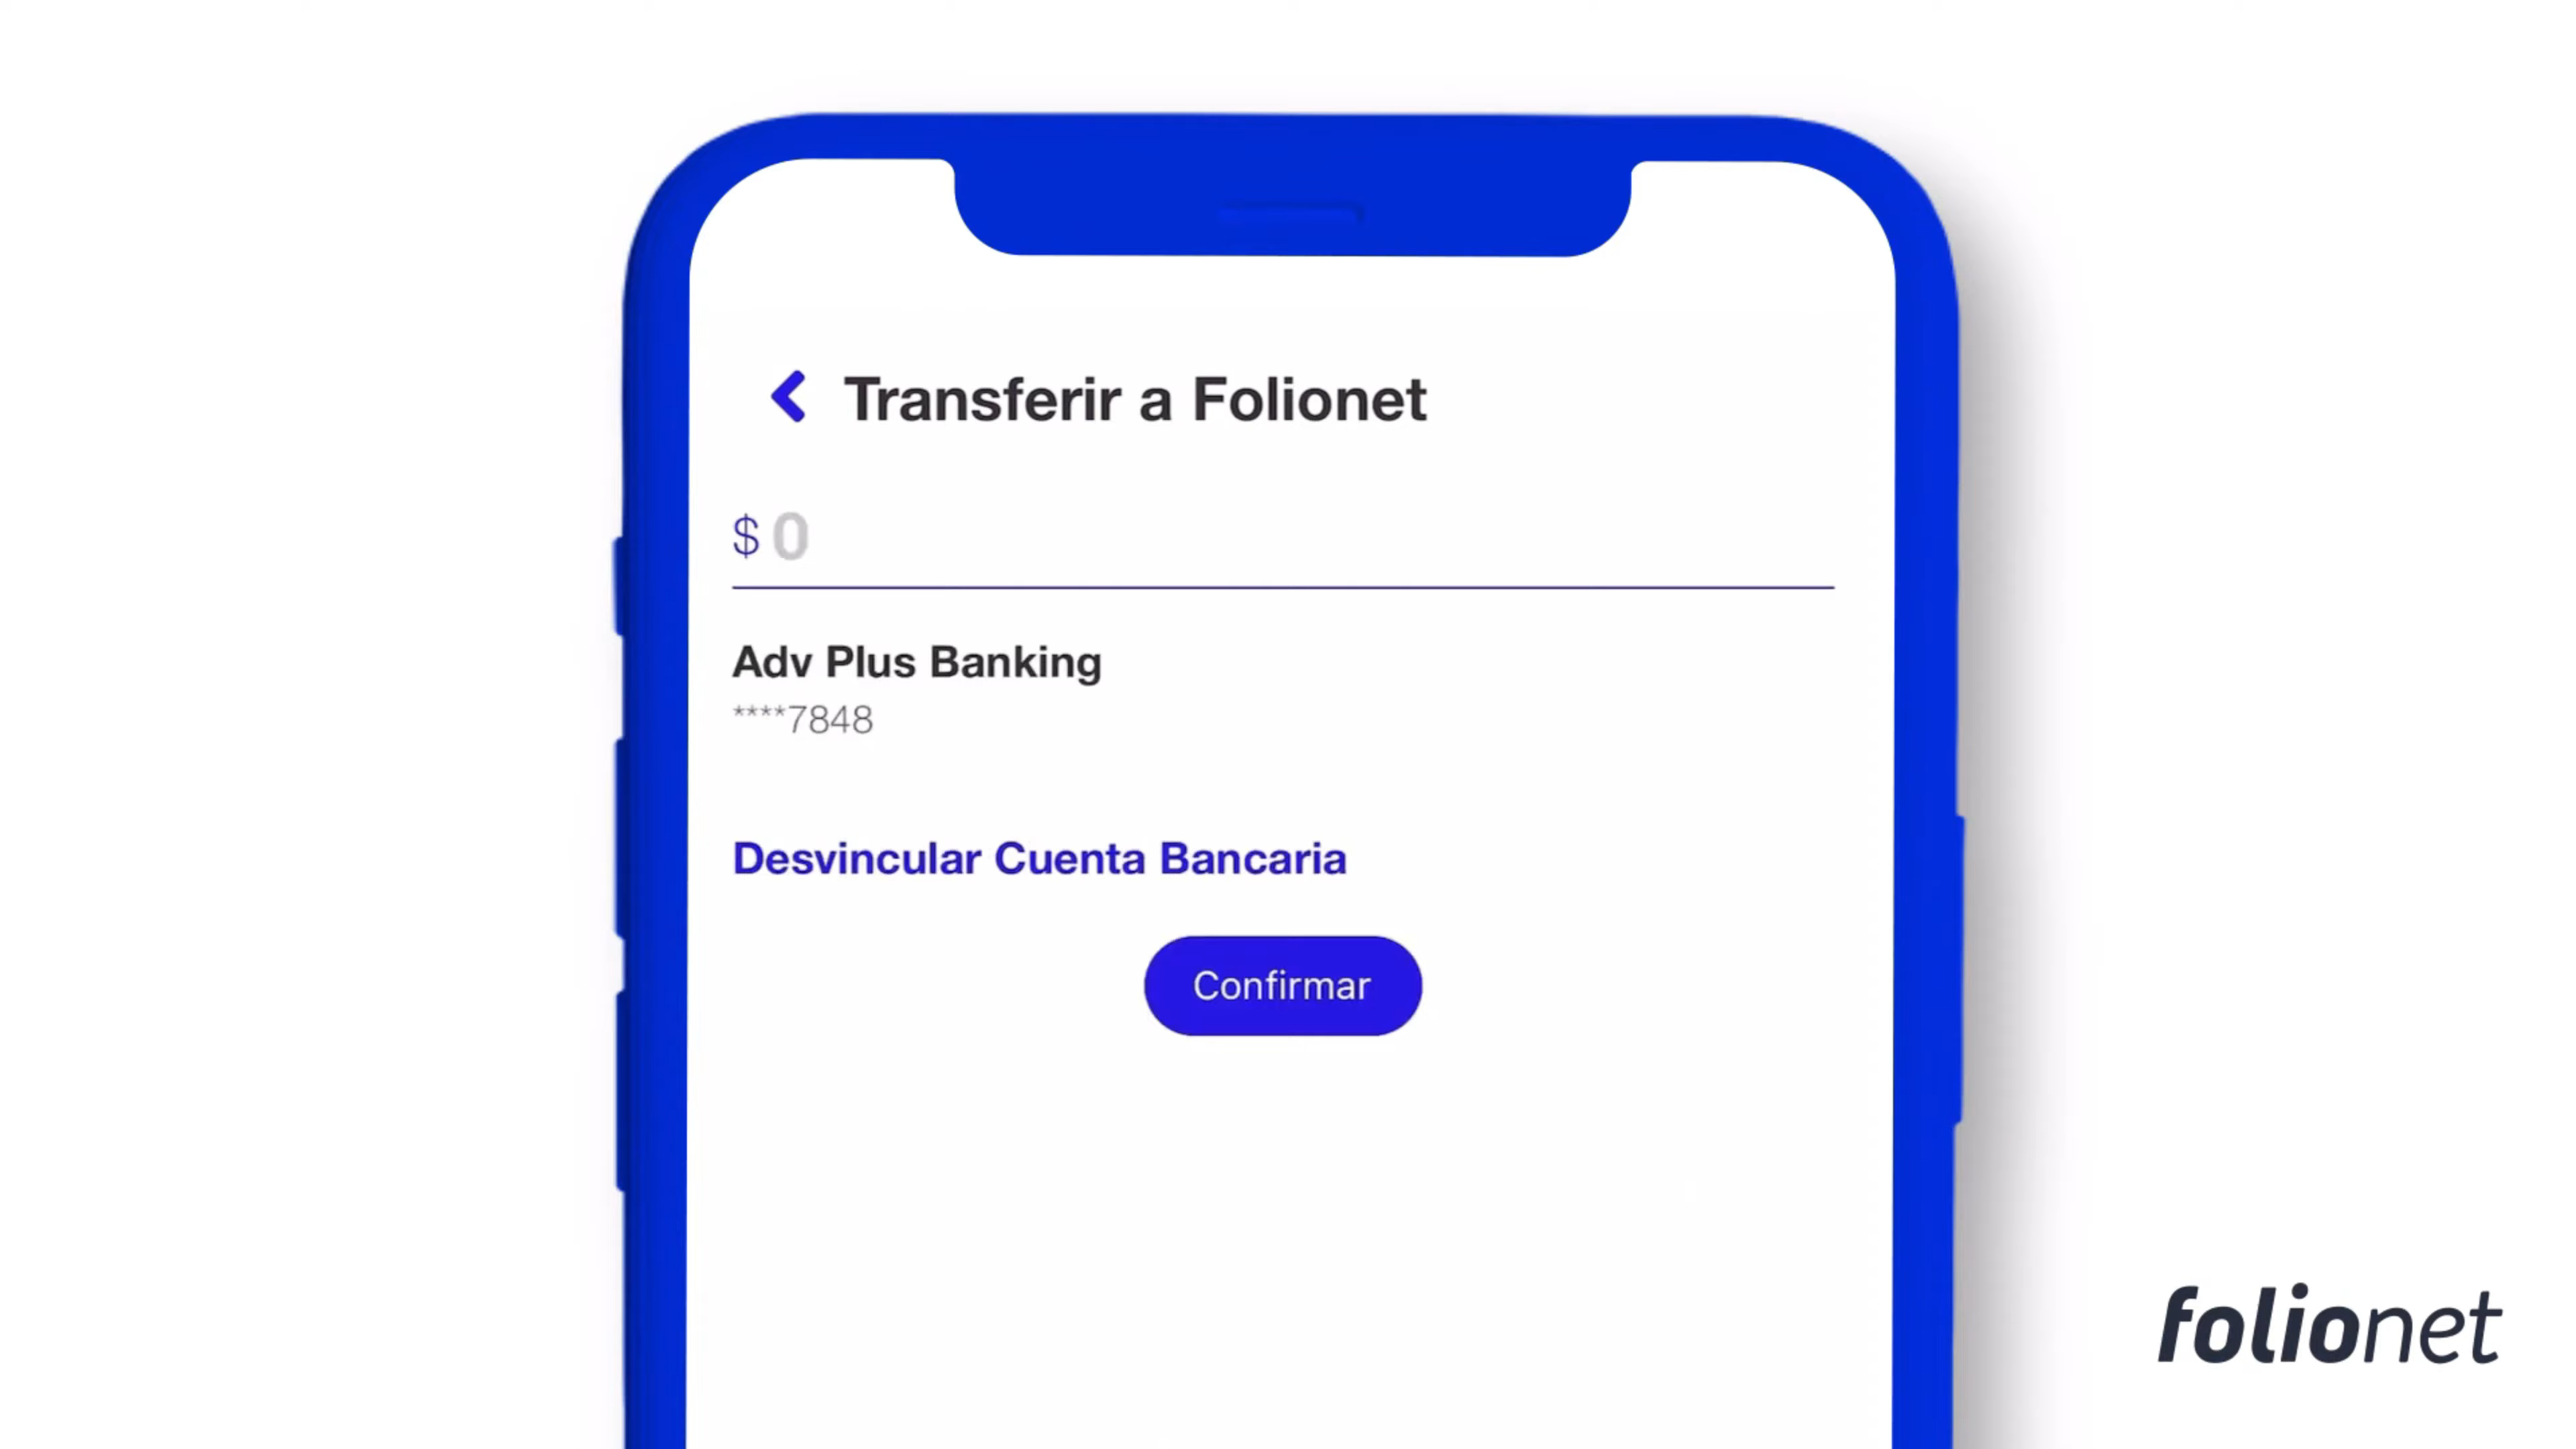 Transferir a Folionet
$ 0
Adv Plus Banking
****7848
Desvincular Cuenta Bancaria
Confirmar
folionet